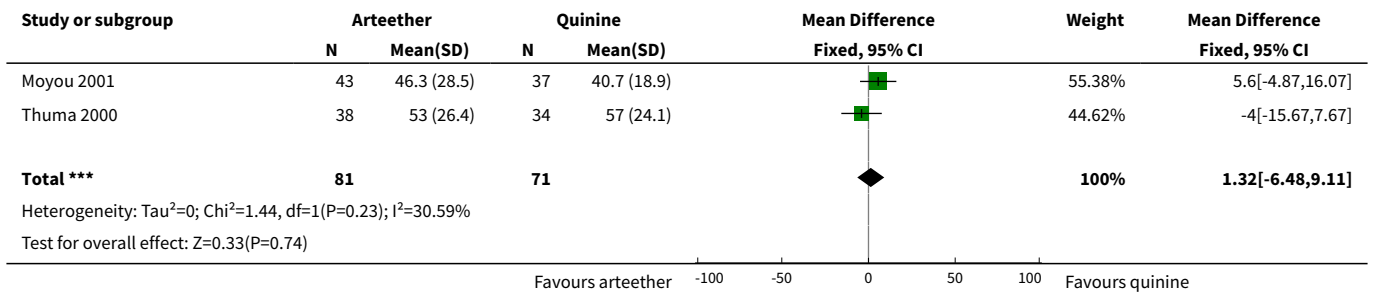 Study or subgroup Arteether Quinine Mean Difference Weight Mean Difference
N Mean(SD) N Mean(SD) Fixed, 95% CI Fixed, 95% CI
Moyou 2001 43 46.3 (28.5) 37 40.7 (18.9) 55.38% 5.6[-4.87,16.07]
Thuma 2000 38 53 (26.4) 34 57 (24.1) 44.62% -4[-15.67,7.67]
Total *** 81 71 100% 1.32[-6.48,9.11]
Heterogeneity: Tau²=0; Chi²=1.44, df=1(P=0.23); I²=30.59%
Test for overall effect: Z=0.33(P=0.74)
Favours arteether -100 -50 0 50 100 Favours quinine